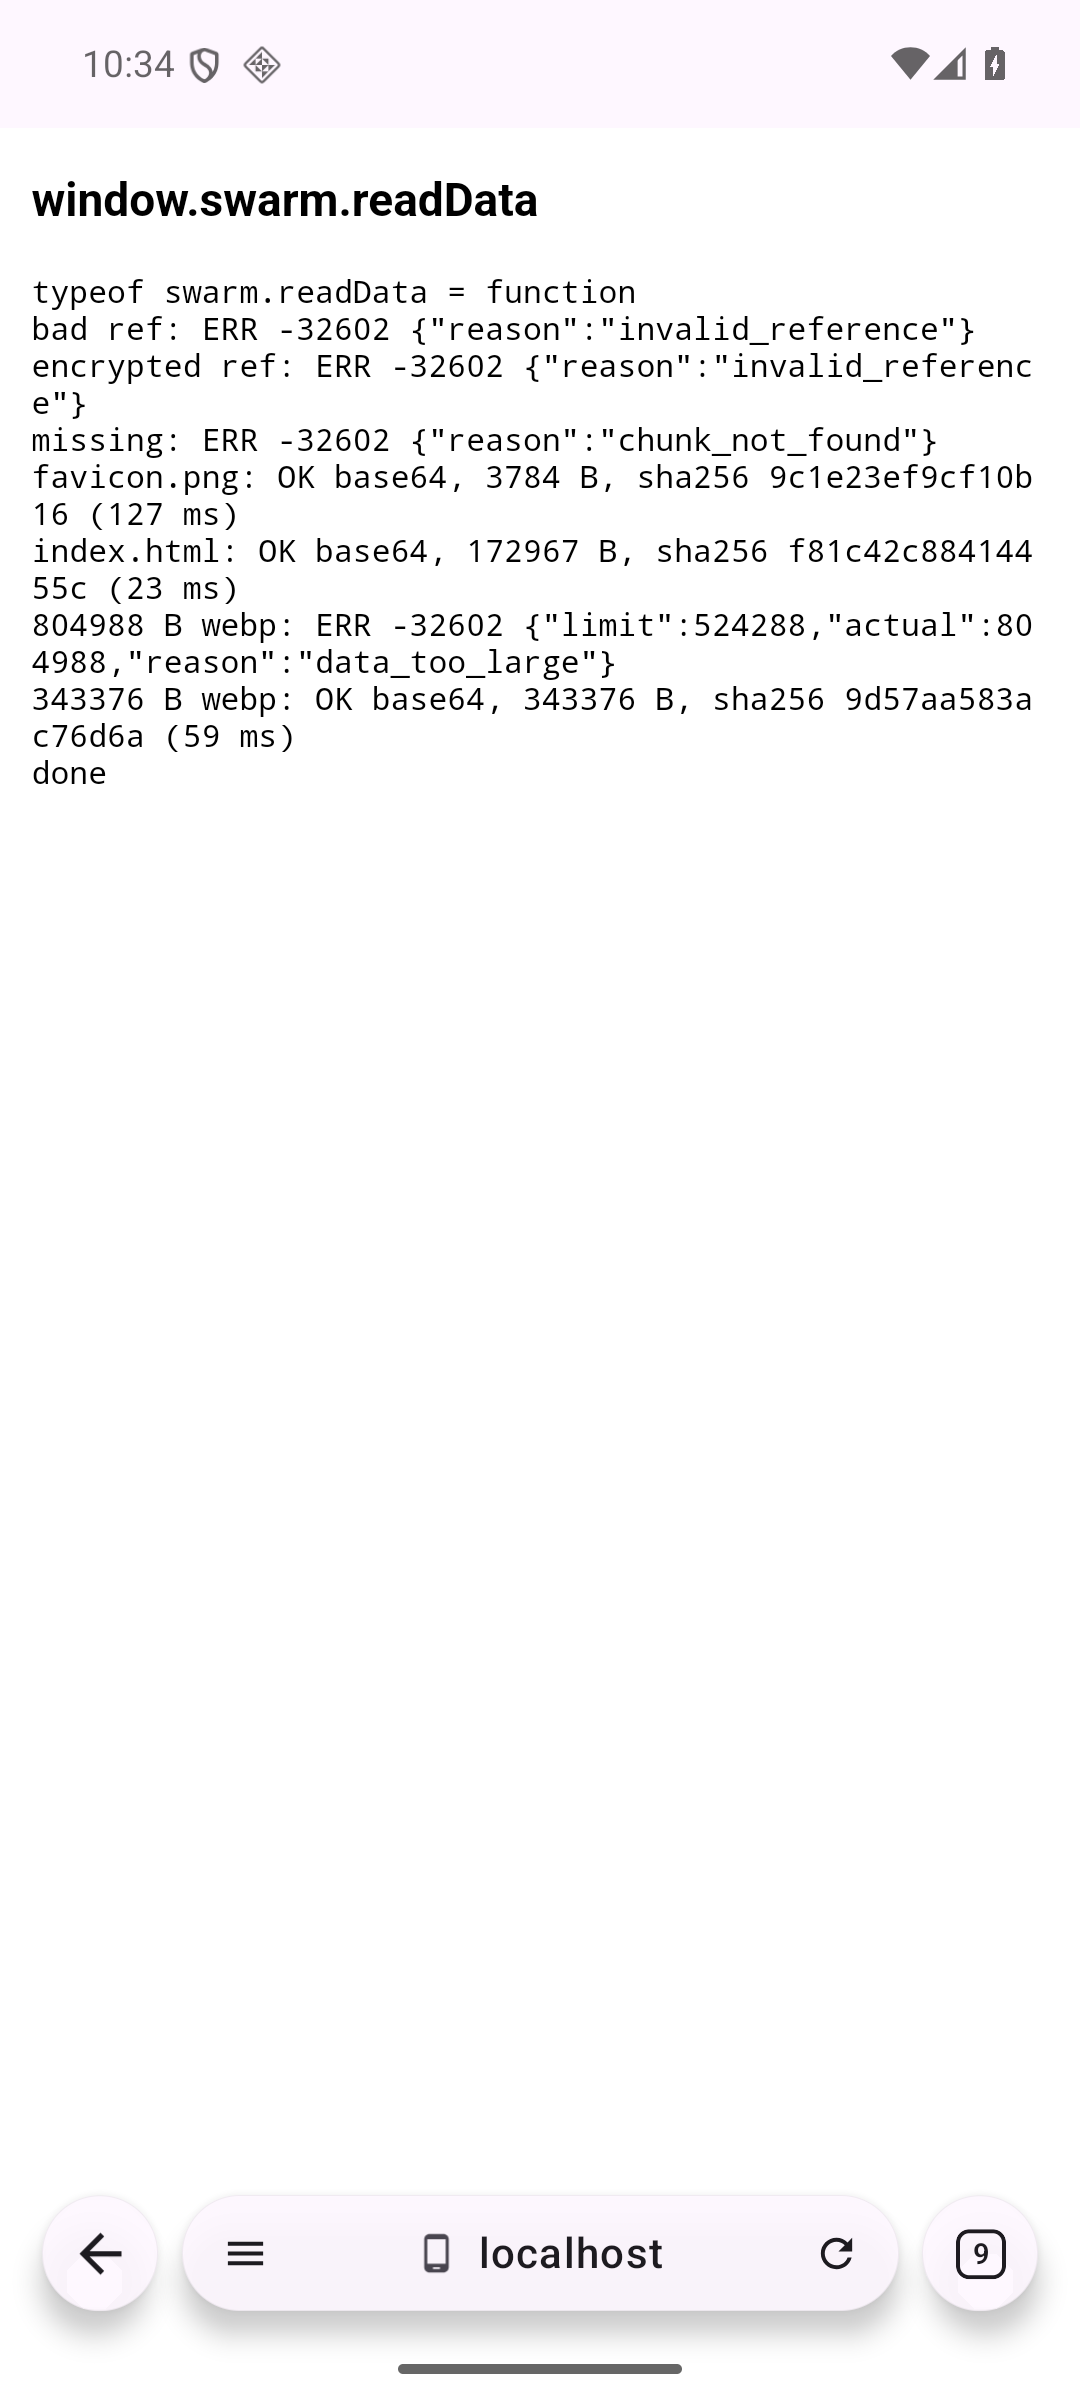 10:34
window.swarm.readData
typeof swarm.readData = function
bad ref: ERR -32602 {"reason":"invalid_reference"}
encrypted ref: ERR -32602 {"reason":"invalid_referenc
e"}
missing: ERR -32602 {"reason":"chunk_not_found"}
favicon.png: OK base64, 3784 B, sha256 9c1e23ef9cf10b
16 (127 ms)
index.html: OK base64, 172967 B, sha256 f81c42c884144
55c (23 ms)
804988 B webp: ERR -32602 {"limit":524288,"actual":80
4988,"reason":"data_too_large"}
343376 B webp: OK base64, 343376 B, sha256 9d57aa583a
c76d6a (59 ms)
done
localhost
9